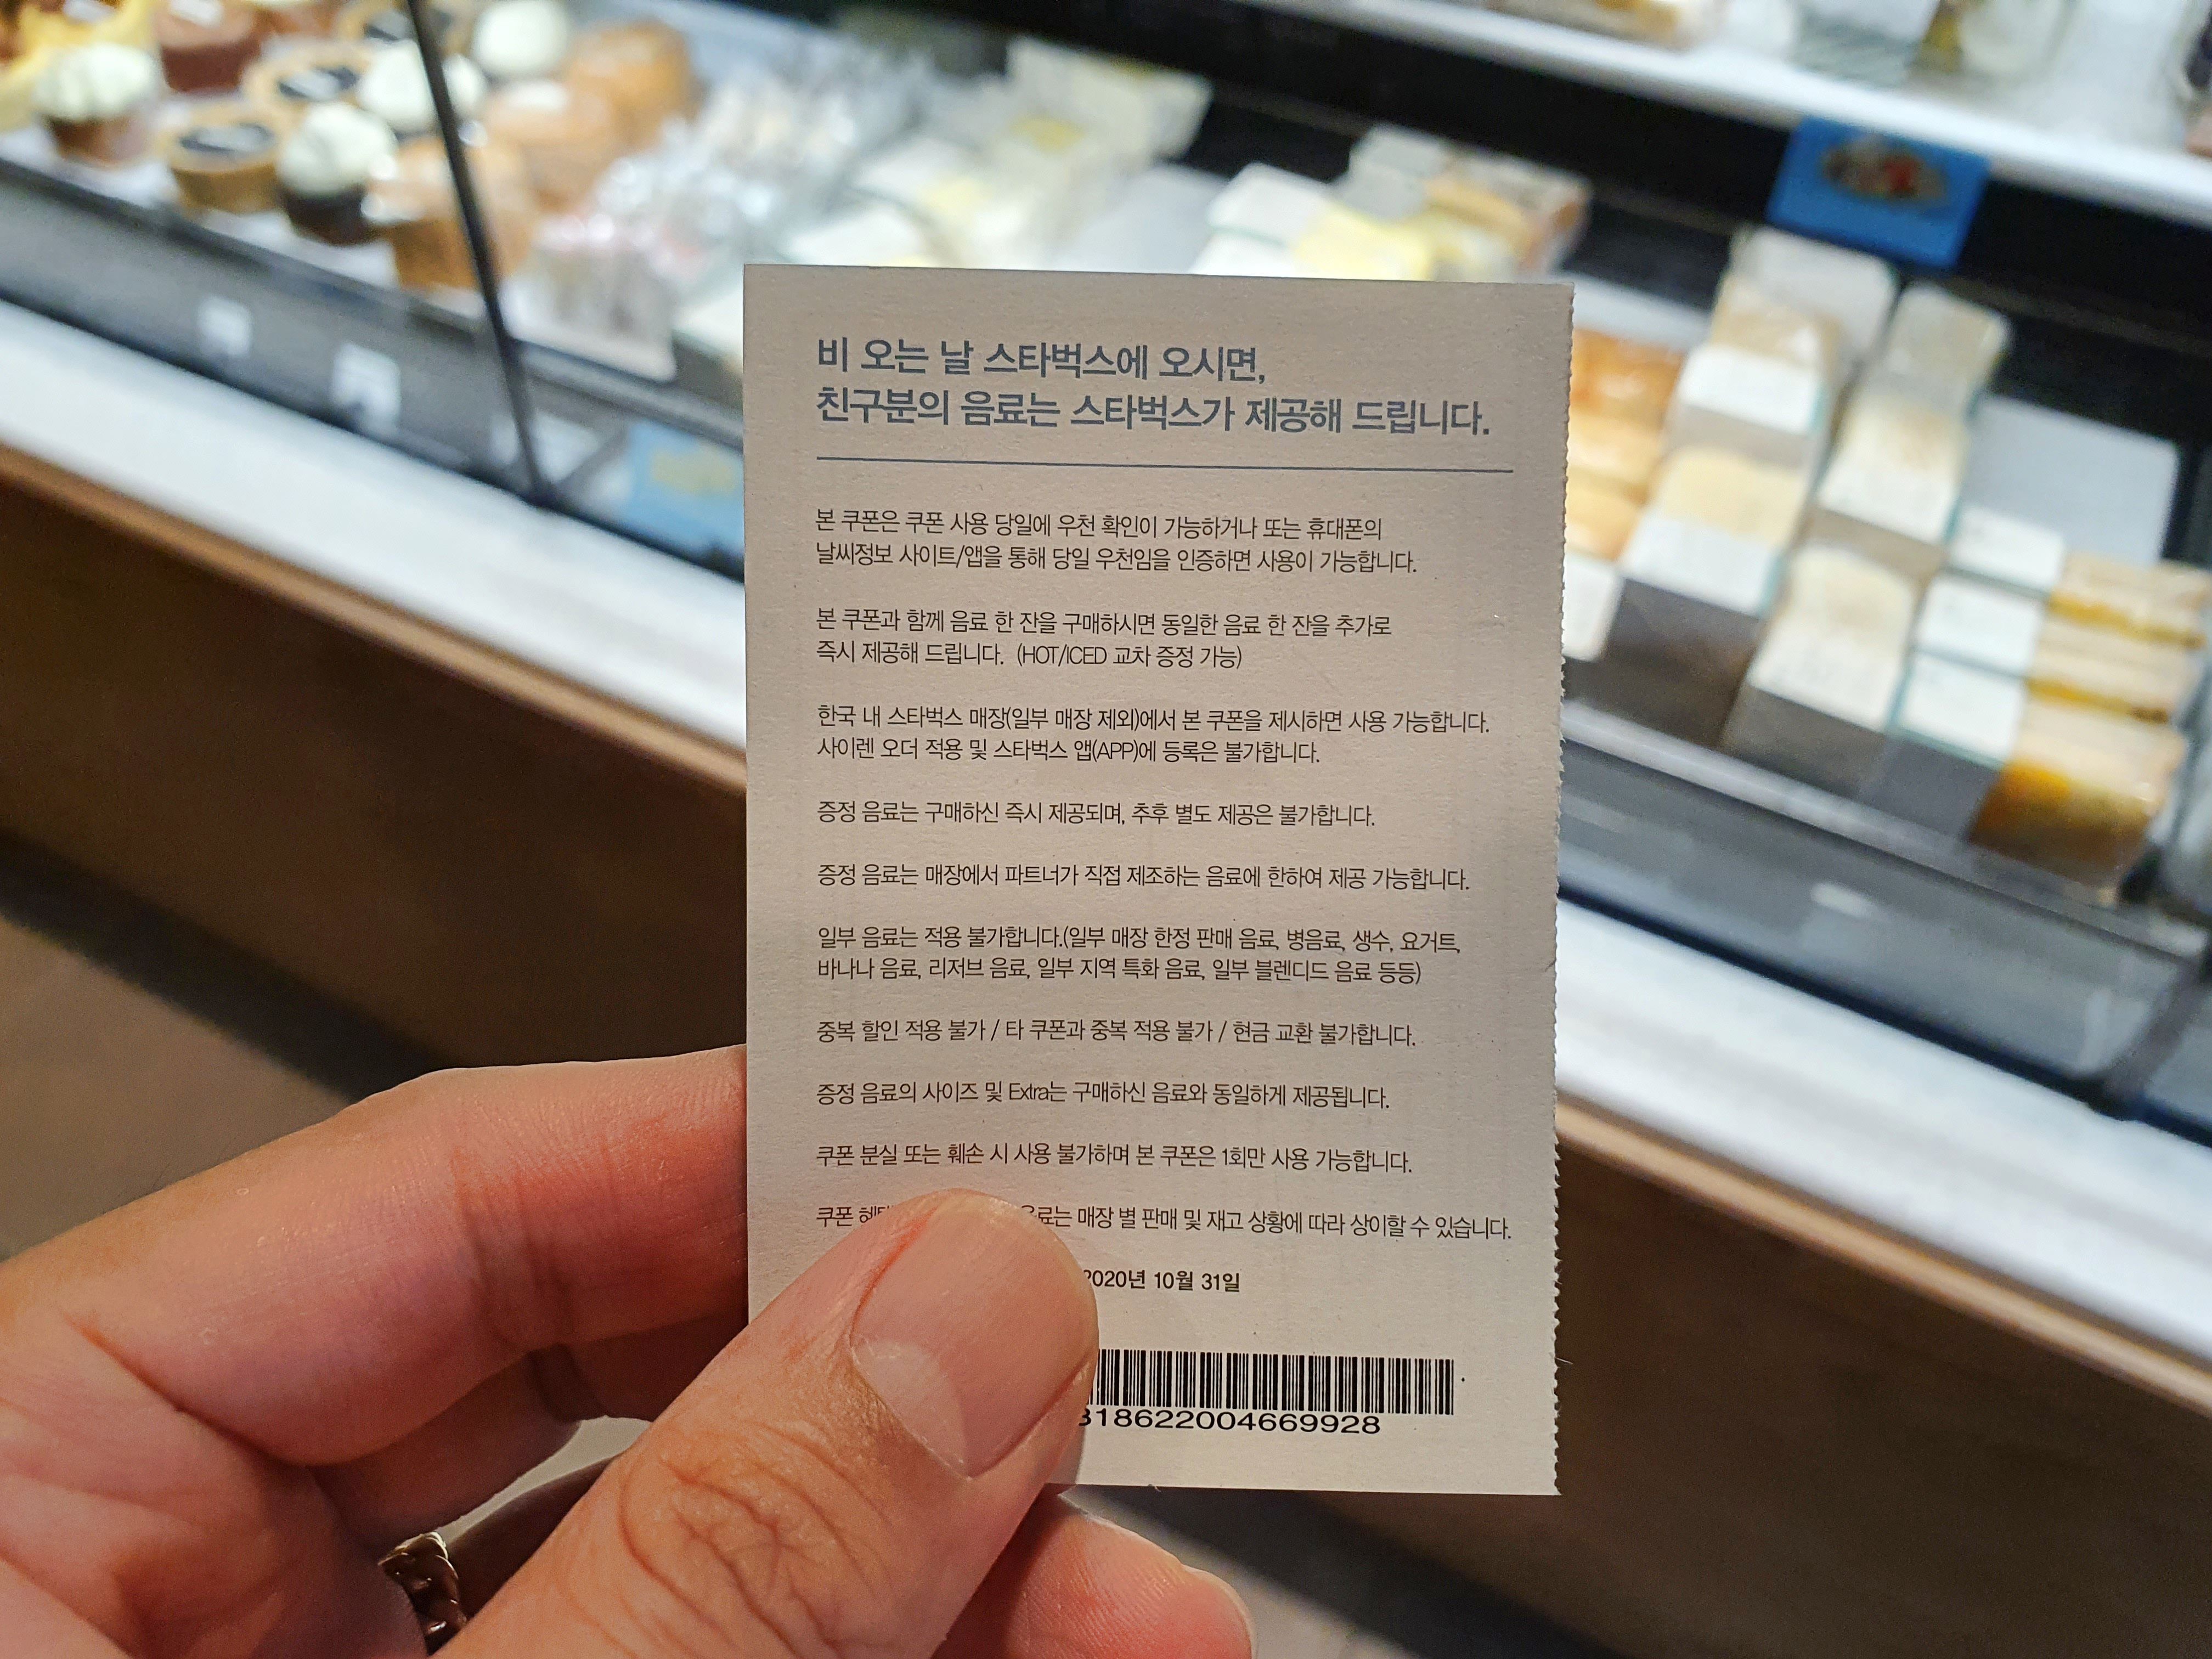 비 오는 날 스타벅스에 오시면,
친구분의 음료는 스타벅스가 제공해 드립니다.
본 쿠폰은 쿠폰 사용 당일에 우천 확인이 가능하거나 또는 휴대폰의
날씨정보 사이트/앱을 통해 당일 우천임을 인증하면 사용이 가능합니다.
본 쿠폰과 함께 음료 한 잔을 구매하시면 동일한 음료 한 잔을 추가로
즉시 제공해 드립니다. (HOT/ICED 교차 증정 가능)
한국 내 스타벅스 매장(일부 매장 제외)에서 본 쿠폰을 제시하면 사용 가능합니다.
사이렌 오더 적용 및 스타벅스 앱(APP)에 등록은 불가합니다.
증정 음료는 구매하신 즉시 제공되며, 추후 별도 제공은 불가합니다.
증정 음료는 매장에서 파트너가 직접 제조하는 음료에 한하여 제공 가능합니다.
일부 음료는 적용 불가합니다.(일부 매장 한정 판매 음료, 병음료, 생수, 요거트,
바나나 음료, 리저브 음료, 일부 지역 특화 음료, 일부 블렌디드 음료 등등)
중복 할인 적용 불가 / 타 쿠폰과 중복 적용 불가 / 현금 교환 불가합니다.
증정 음료의 사이즈 및 Extra는 구매하신 음료와 동일하게 제공됩니다.
쿠폰 분실 또는 훼손 시 사용 불가하며 본 쿠폰은 1회만 사용 가능합니다.
쿠폰 매장 별 판매 및 재고 상황에 따라 상이할 수 있습니다.
2020년 10월 31일
318622004669928